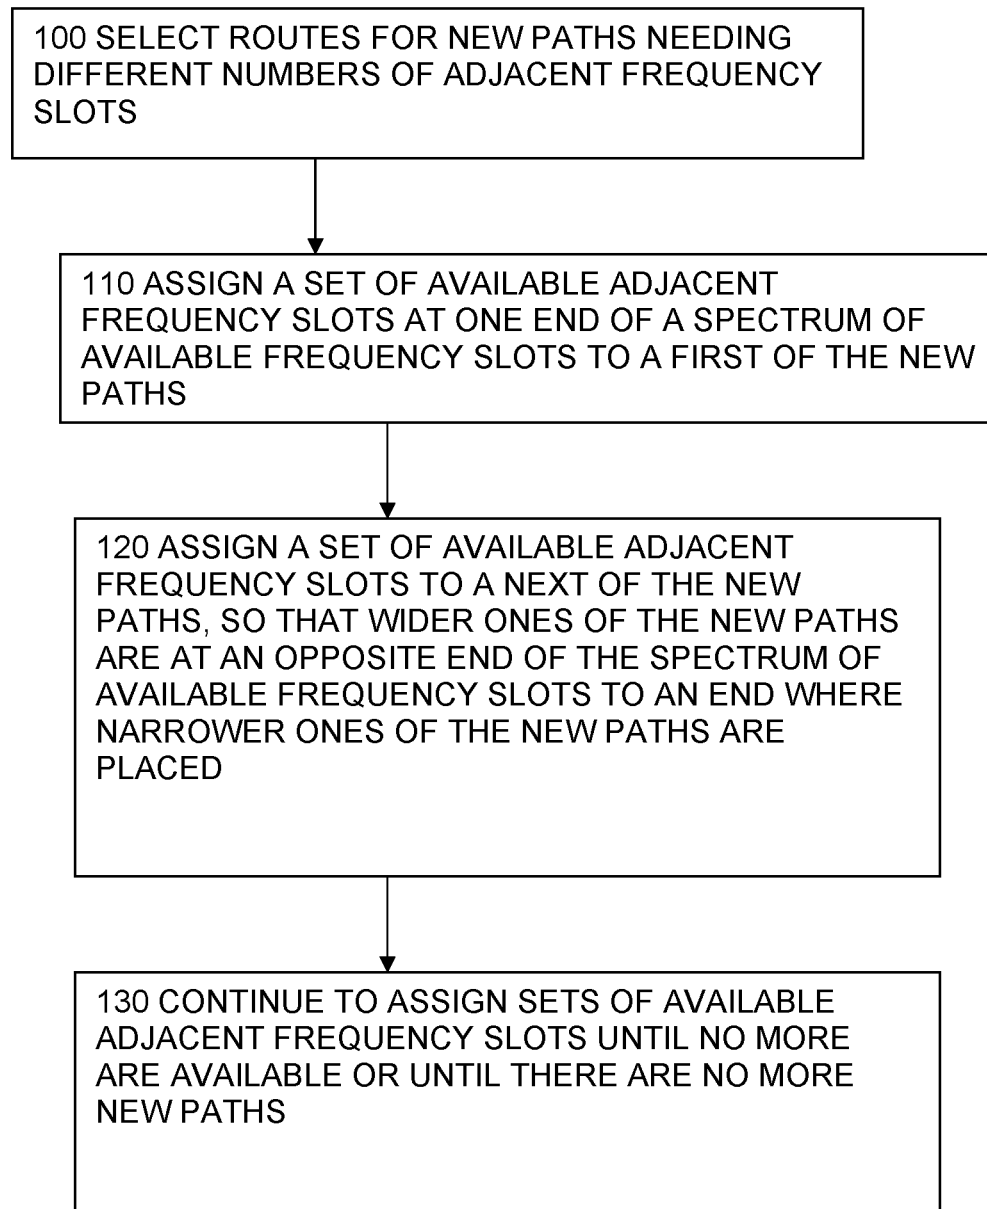 100 SELECT ROUTES FOR NEW PATHS NEEDING
DIFFERENT NUMBERS OF ADJACENT FREQUENCY
SLOTS
110 ASSIGN A SET OF AVAILABLE ADJACENT
FREQUENCY SLOTS AT ONE END OF A SPECTRUM OF
AVAILABLE FREQUENCY SLOTS TO A FIRST OF THE NEW
PATHS
120 ASSIGN A SET OF AVAILABLE ADJACENT
FREQUENCY SLOTS TO A NEXT OF THE NEW
PATHS, SO THAT WIDER ONES OF THE NEW PATHS
ARE AT AN OPPOSITE END OF THE SPECTRUM OF
AVAILABLE FREQUENCY SLOTS TO AN END WHERE
NARROWER ONES OF THE NEW PATHS ARE
PLACED
130 CONTINUE TO ASSIGN SETS OF AVAILABLE
ADJACENT FREQUENCY SLOTS UNTIL NO MORE
ARE AVAILABLE OR UNTIL THERE ARE NO MORE
NEW PATHS